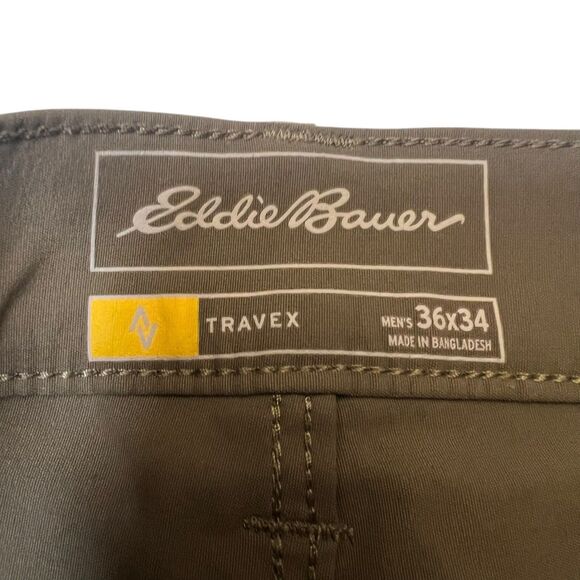 Eddie Bauer
TRAVEX
MEN'S 36X34
MADE IN BANGLADESH